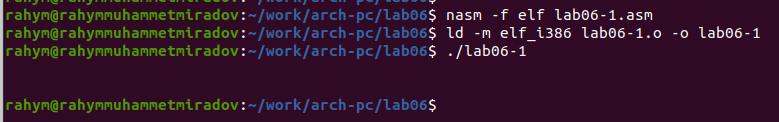 rahym@rahymmuhammetmiradov:~/work/arch-pc/lab06$ nasm -f elf lab06-1.asm
rahym@rahymmuhammetmiradov:~/work/arch-pc/lab06$ ld -m elf_i386 lab06-1.o -o lab06-1
rahym@rahymmuhammetmiradov:~/work/arch-pc/lab06$ ./lab06-1
rahym@rahymmuhammetmiradov:~/work/arch-pc/lab06$